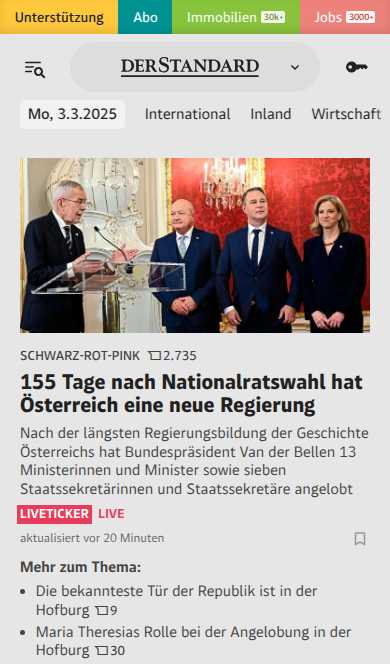 Unterstützung Abo Immobilien 30k+ Jobs 3000+
DERSTANDARD
Mo, 3.3.2025 International Inland Wirtschaft
SCHWARZ-ROT-PINK 2.735
155 Tage nach Nationalratswahl hat
Österreich eine neue Regierung
Nach der längsten Regierungsbildung der Geschichte
Österreichs hat Bundespräsident Van der Bellen 13
Ministerinnen und Minister sowie sieben
Staatssekretärinnen und Staatssekretäre angelobt
LIVETICKER LIVE
aktualisiert vor 20 Minuten
Mehr zum Thema:
• Die bekannteste Tür der Republik ist in der
Hofburg 9
• Maria Theresias Rolle bei der Angelobung in der
Hofburg 30